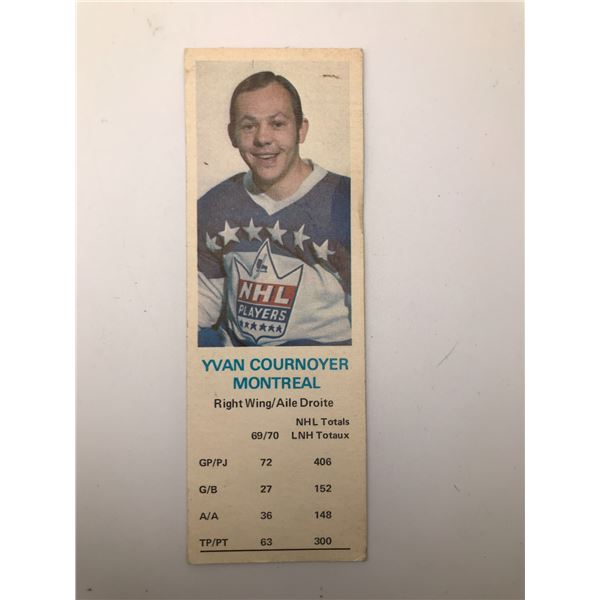 NHL
PLAYERS
YVAN COURNOYER
MONTREAL
Right Wing/Aile Droite
NHL Totals
69/70 LNH Totaux
GP/PJ 72 406
G/B 27 152
A/A 36 148
TP/PT 63 300